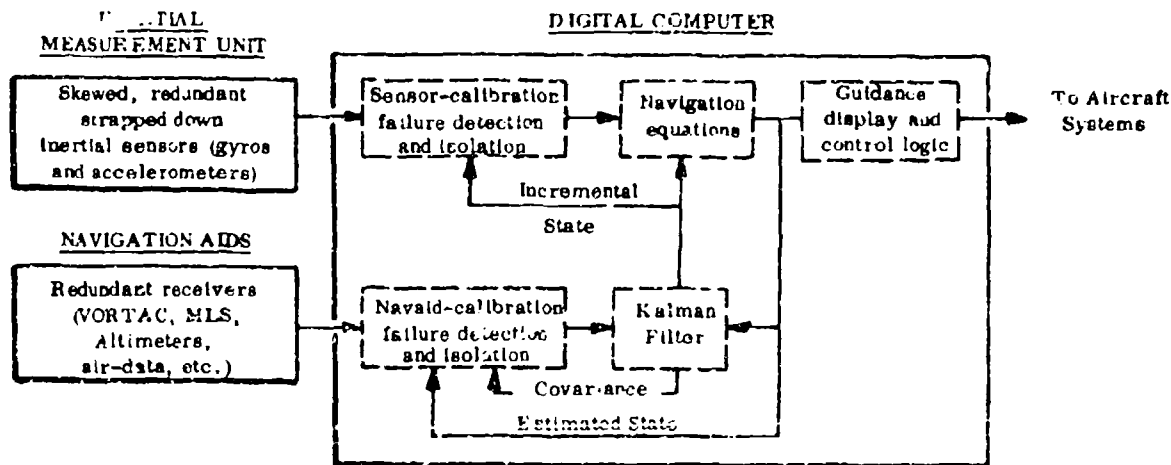 MEASUREMENT UNIT
Skewed, redundant
strapped down
inertial sensors (gyros
and accelerometers)
NAVIGATION AIDS
Redundant receivers
(VORTAC, MLS,
Altimeters,
air-data, etc.)
DIGITAL COMPUTER
Sensor-calibration
failure detection
and isolation
Navigation
equations
Guidance
display and
control logic
To Aircraft
Systems
Incremental
State
Navaid-calibration
failure detection
and isolation
Kalman
Filter
Covariance
Estimated State